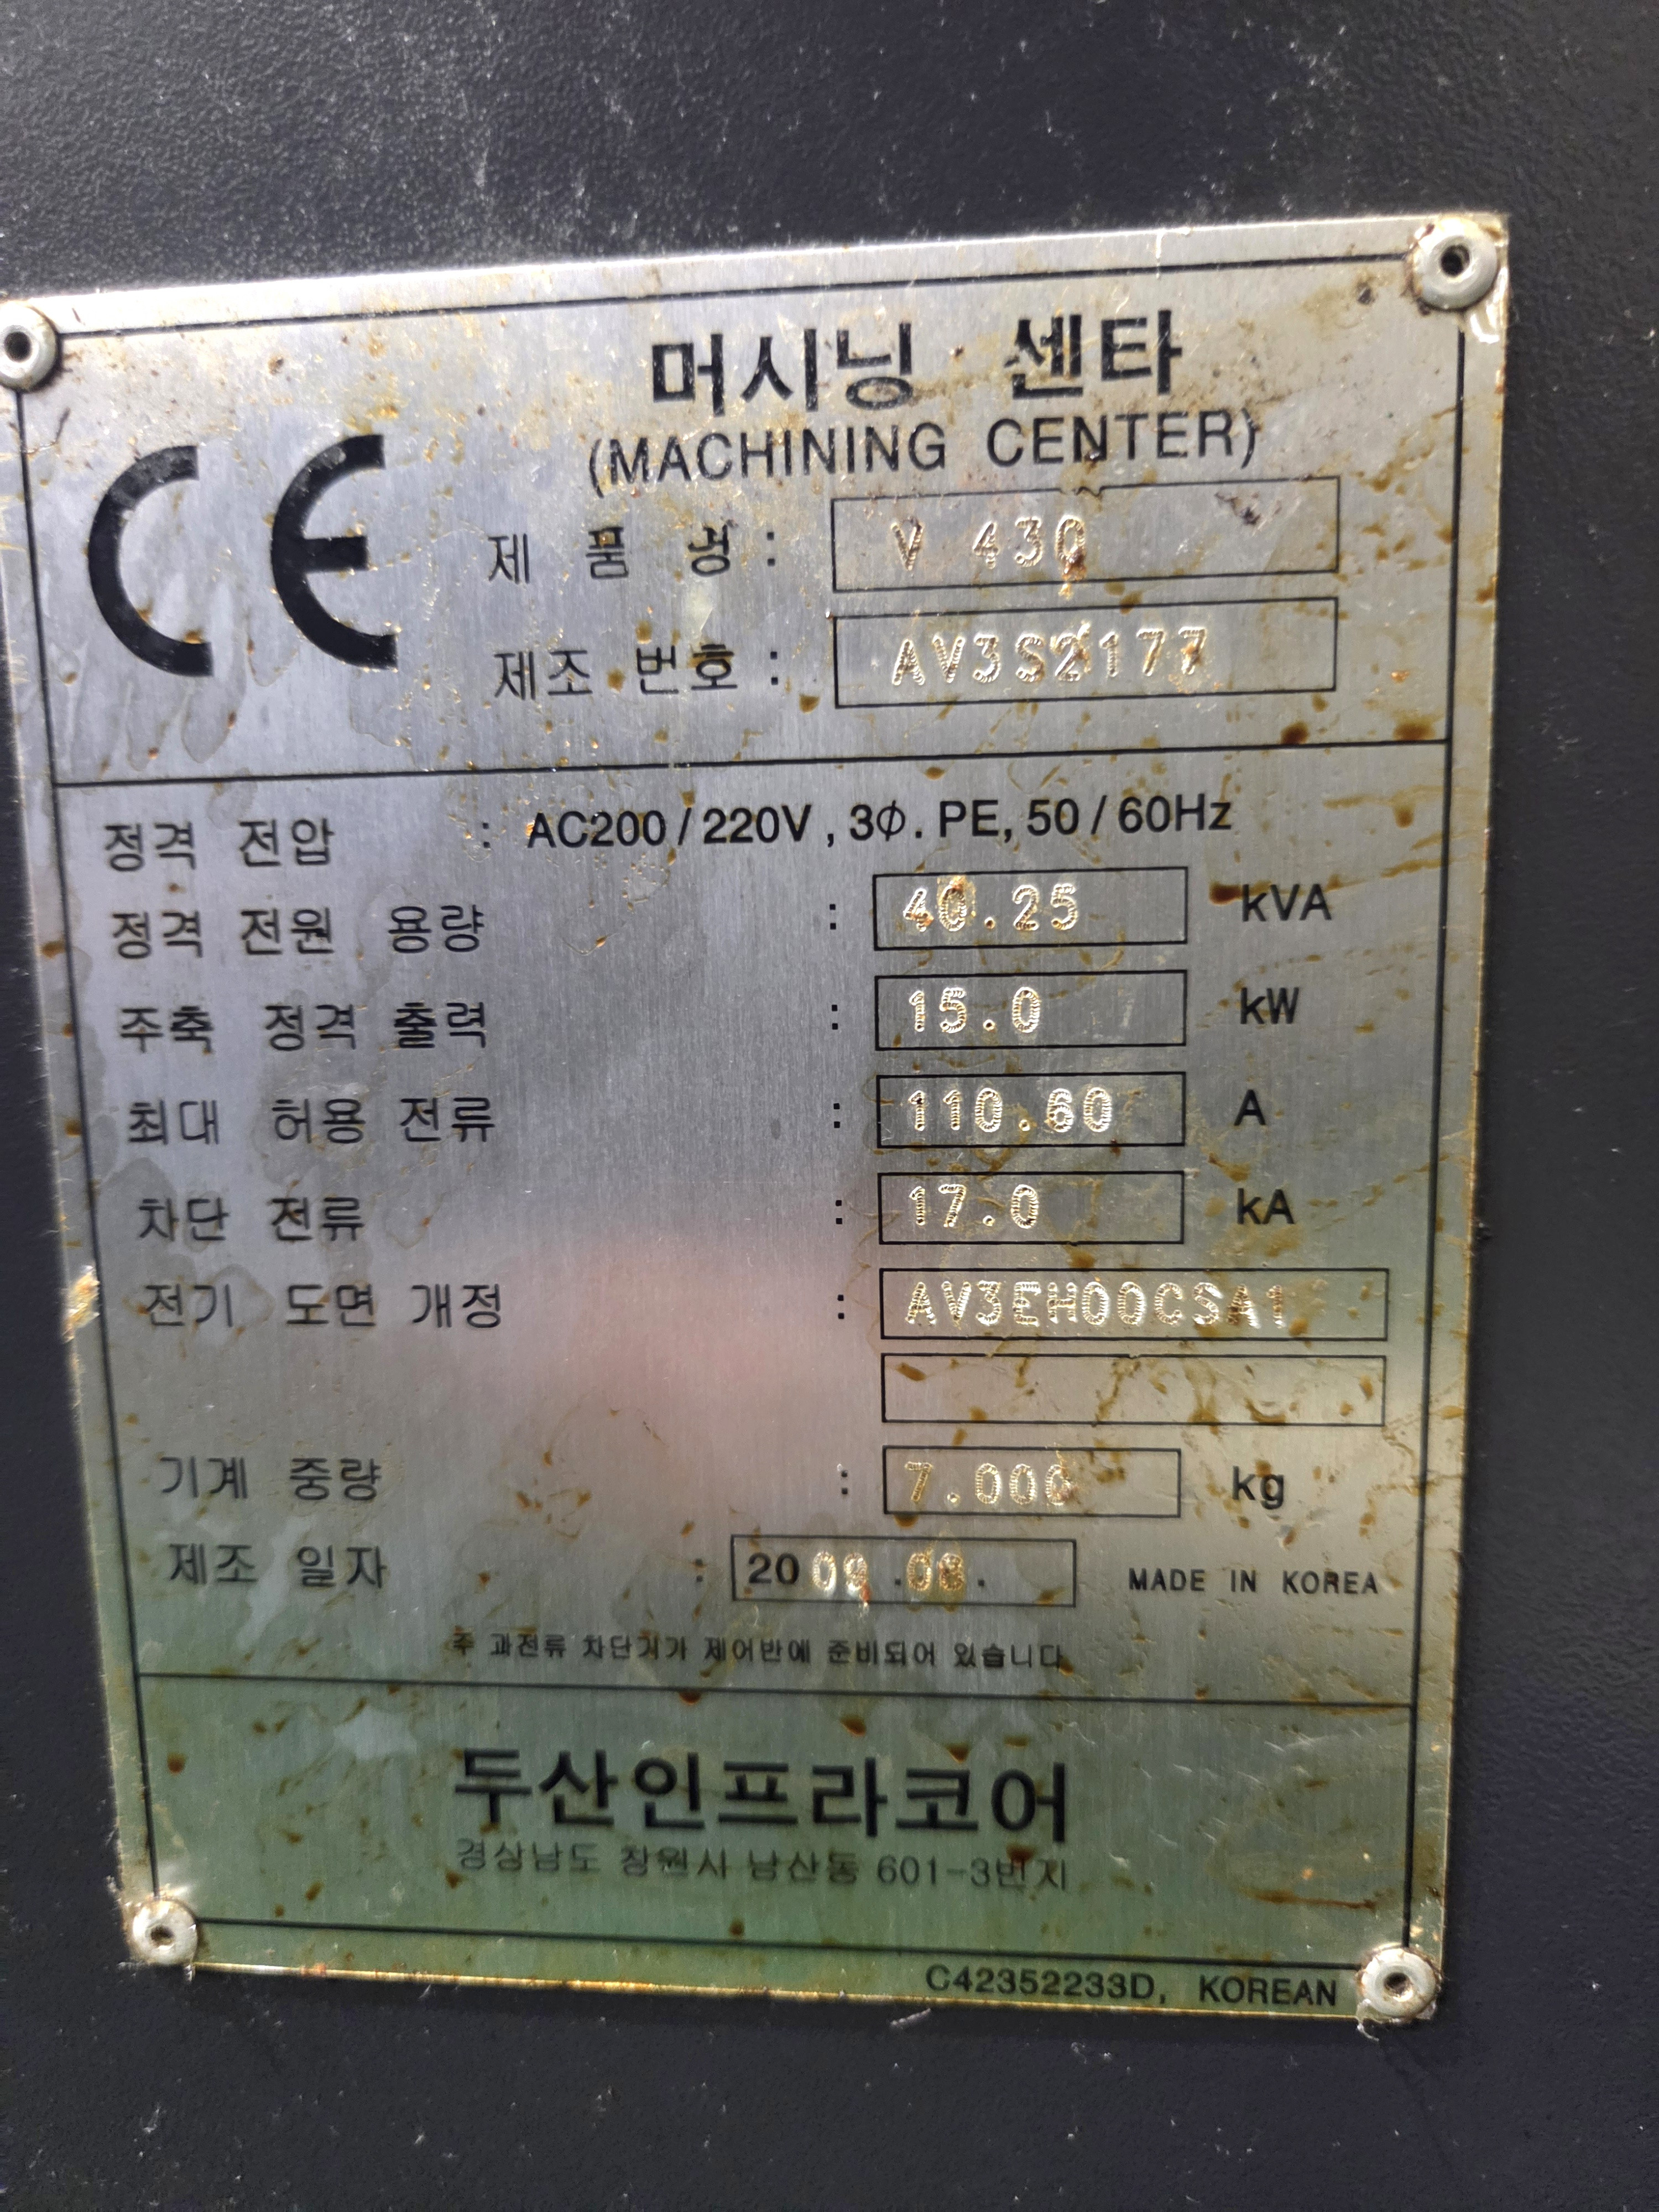 머시닝 센타
(MACHINING CENTER)
CE
제 품 명 : V 430
제조 번호 : AV3S2177
정격 전압 : AC200 / 220V , 3Φ. PE, 50 / 60Hz
정격 전원 용량 : 40.25 kVA
주축 정격 출력 : 15.0 kW
최대 허용 전류 : 110.60 A
차단 전류 : 17.0 kA
전기 도면 개정 : AV3EH00CSA1
기계 중량 : 7.000 kg
제조 일자 : 2009.08. MADE IN KOREA
주 과전류 차단기가 제어반에 준비되어 있습니다
두산인프라코어
경상남도 창원시 남산동 601-3번지
C42352233D, KOREAN